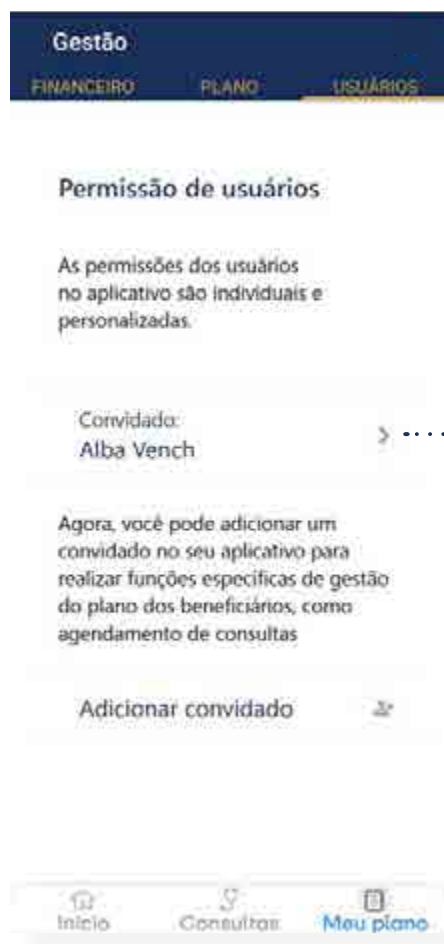 Gestão
FINANCEIRO PLANO USUÁRIOS
Permissão de usuários
As permissões dos usuários
no aplicativo são individuais e
personalizadas.
Convidado:
Alba Vench
Agora, você pode adicionar um
convidado no seu aplicativo para
realizar funções específicas de gestão
do plano dos beneficiários, como
agendamento de consultas
Adicionar convidado
Início Consultas Meu plano